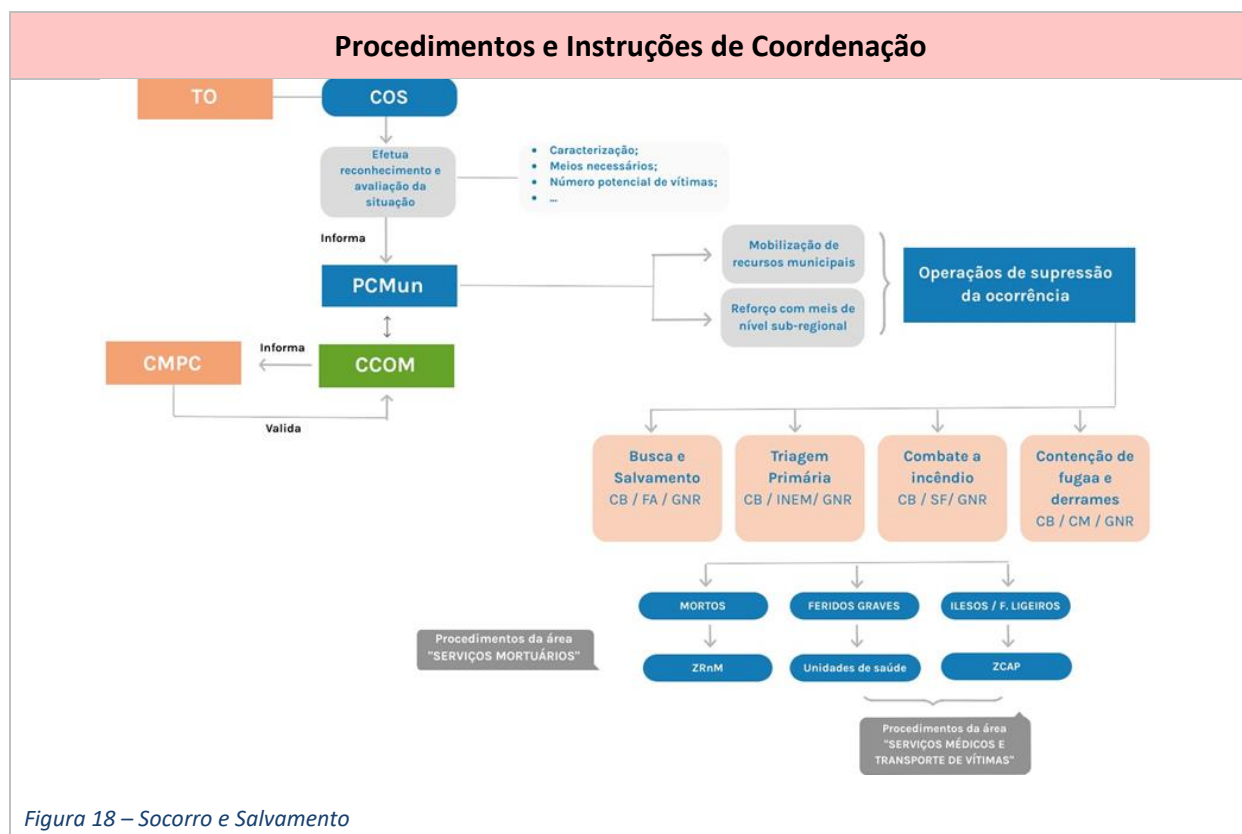 Procedimentos e Instruções de Coordenação
TO
COS
Efetua
reconhecimento e
avaliação da
situação
• Caracterização;
• Meios necessários;
• Número potencial de vítimas;
• ...
Informa
PCMun
Mobilização de
recursos municipais
Reforço com meis de
nível sub-regional
Operaçãos de supressão
da ocorrência
CMPC
Informa
CCOM
Valida
Busca e
Salvamento
CB / FA / GNR
Triagem
Primária
CB / INEM/ GNR
Combate a
incêndio
CB / SF/ GNR
Contenção de
fugaa e
derrames
CB / CM / GNR
MORTOS
FERIDOS GRAVES
ILESOS / F. LIGEIROS
Procedimentos da área
"SERVIÇOS MORTUÁRIOS"
ZRnM
Unidades de saúde
ZCAP
Procedimentos da área
"SERVIÇOS MÉDICOS E
TRANSPORTE DE VÍTIMAS"
Figura 18 – Socorro e Salvamento